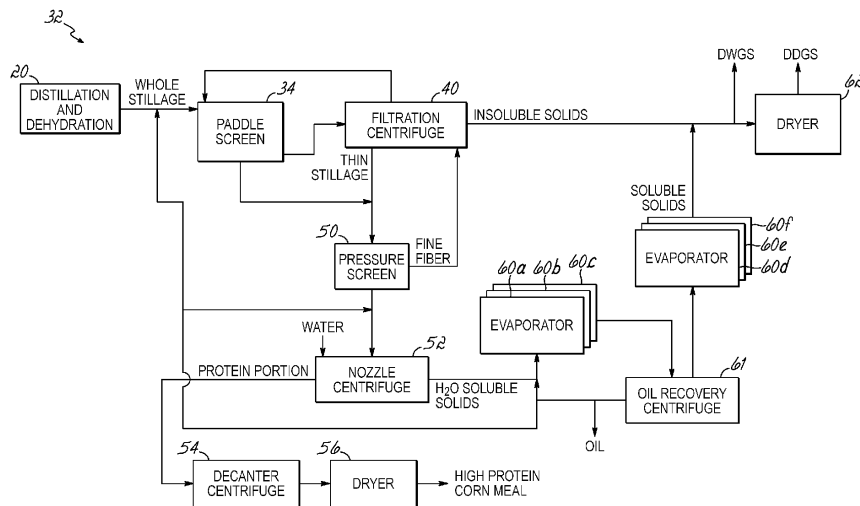 32
20
DISTILLATION
AND
DEHYDRATION
WHOLE
STILLAGE
34
PADDLE
SCREEN
40
FILTRATION
CENTRIFUGE
INSOLUBLE SOLIDS
DWGS
DDGS
62
DRYER
THIN
STILLAGE
50
PRESSURE
SCREEN
FINE
FIBER
SOLUBLE
SOLIDS
60f
60e
60d
EVAPORATOR
60a
60b
60c
EVAPORATOR
WATER
52
NOZZLE
CENTRIFUGE
PROTEIN PORTION
H2O SOLUBLE
SOLIDS
61
OIL RECOVERY
CENTRIFUGE
OIL
54
DECANTER
CENTRIFUGE
56
DRYER
HIGH PROTEIN
CORN MEAL